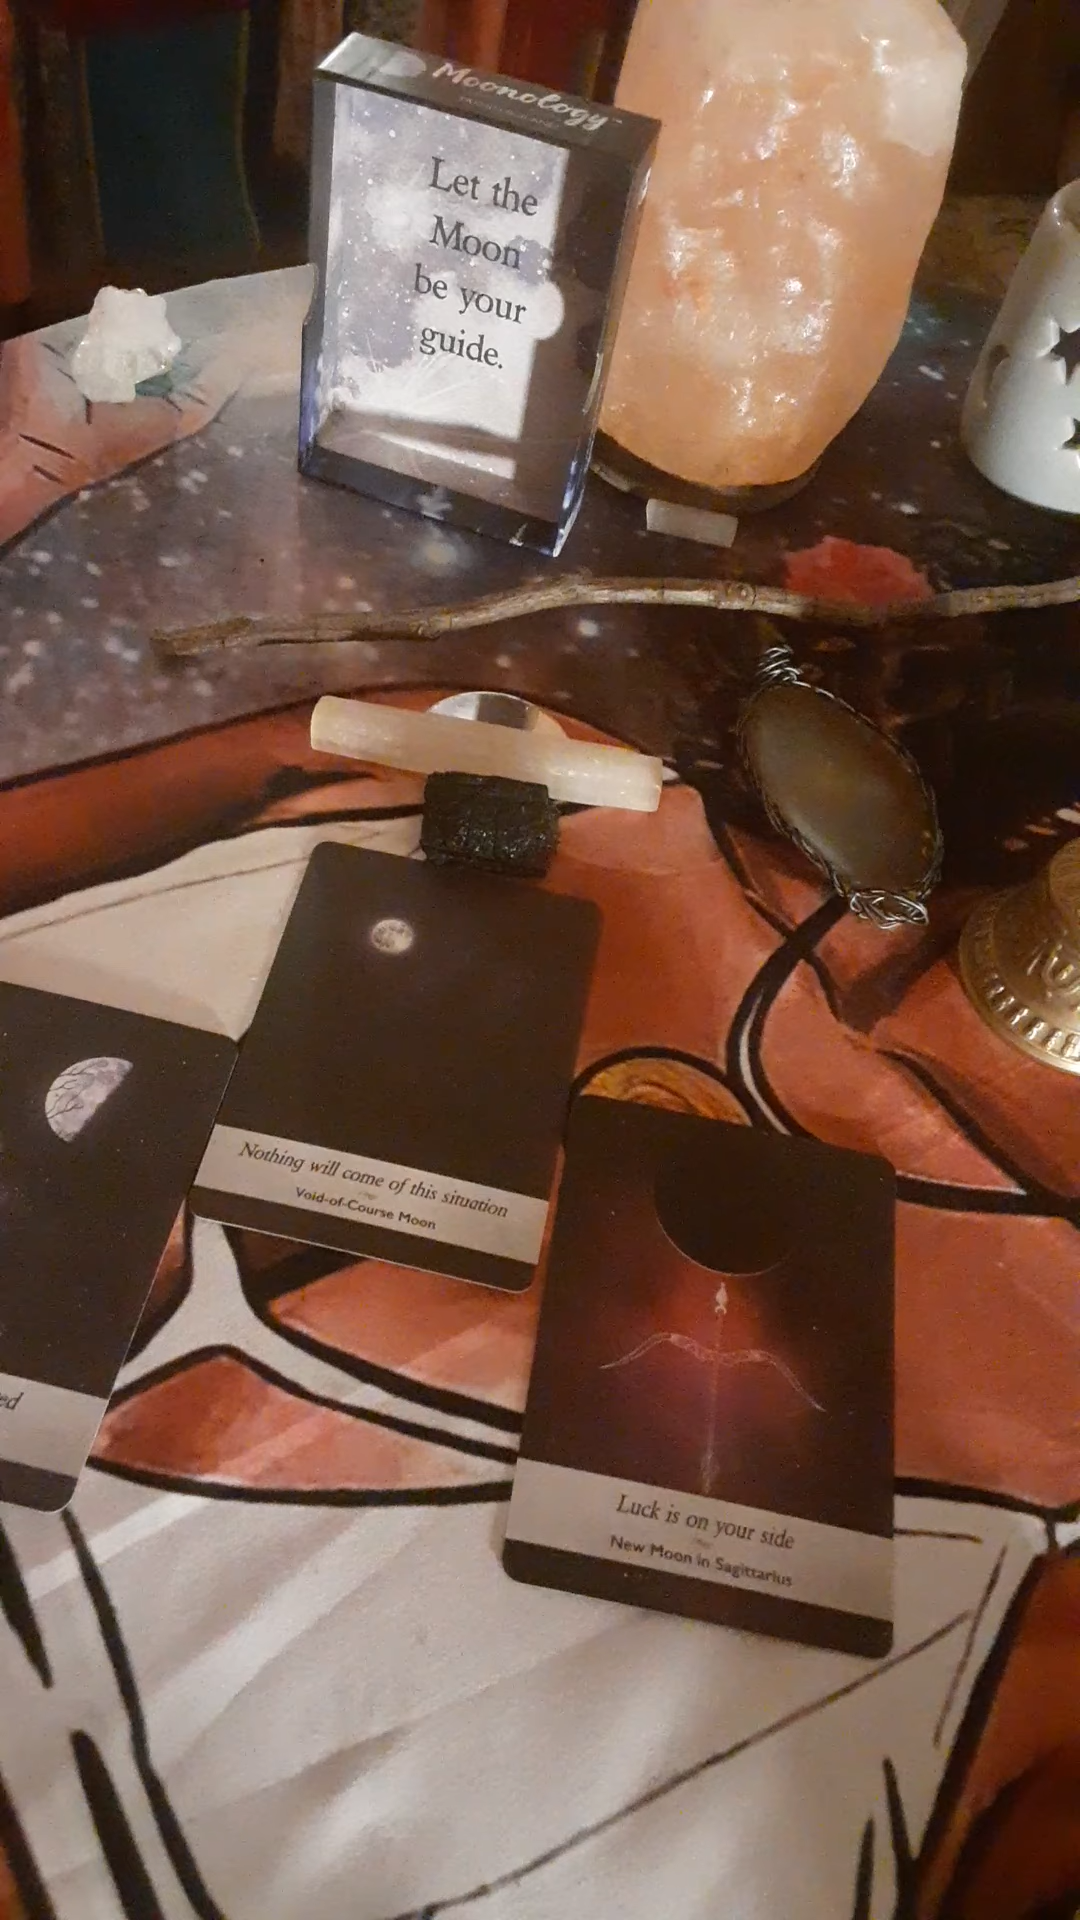 Moonology™
Let the
Moon
be your
guide.
Nothing will come of this situation
Void-of-Course Moon
Luck is on your side
New Moon in Sagittarius